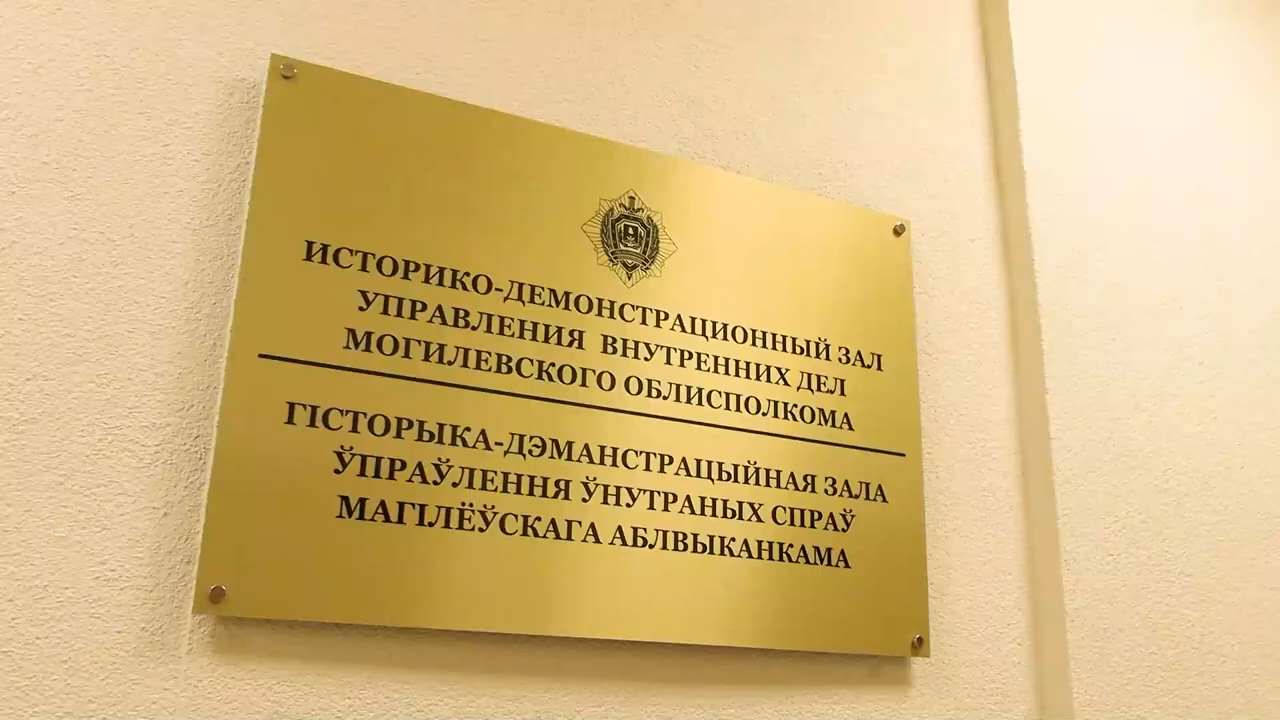 ИСТОРИКО-ДЕМОНСТРАЦИОННЫЙ ЗАЛ
УПРАВЛЕНИЯ ВНУТРЕННИХ ДЕЛ
МОГИЛЕВСКОГО ОБЛИСПОЛКОМА
ГІСТОРЫКА-ДЭМАНСТРАЦЫЙНАЯ ЗАЛА
ЎПРАЎЛЕННЯ ЎНУТРАНЫХ СПРАЎ
МАГІЛЁЎСКАГА АБЛВЫКАНКАМА